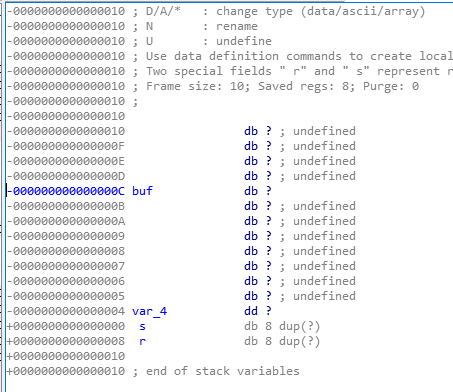 -0000000000000010 ; D/A/*   : change type (data/ascii/array)
-0000000000000010 ; N       : rename
-0000000000000010 ; U       : undefine
-0000000000000010 ; Use data definition commands to create local
-0000000000000010 ; Two special fields " r" and " s" represent r
-0000000000000010 ; Frame size: 10; Saved regs: 8; Purge: 0
-0000000000000010 ;
-0000000000000010
-0000000000000010                 db ? ; undefined
-000000000000000F                 db ? ; undefined
-000000000000000E                 db ? ; undefined
-000000000000000D                 db ? ; undefined
-000000000000000C buf             db ?
-000000000000000B                 db ? ; undefined
-000000000000000A                 db ? ; undefined
-0000000000000009                 db ? ; undefined
-0000000000000008                 db ? ; undefined
-0000000000000007                 db ? ; undefined
-0000000000000006                 db ? ; undefined
-0000000000000005                 db ? ; undefined
-0000000000000004 var_4           dd ?
+0000000000000000  s              db 8 dup(?)
+0000000000000008  r              db 8 dup(?)
+0000000000000010
+0000000000000010 ; end of stack variables